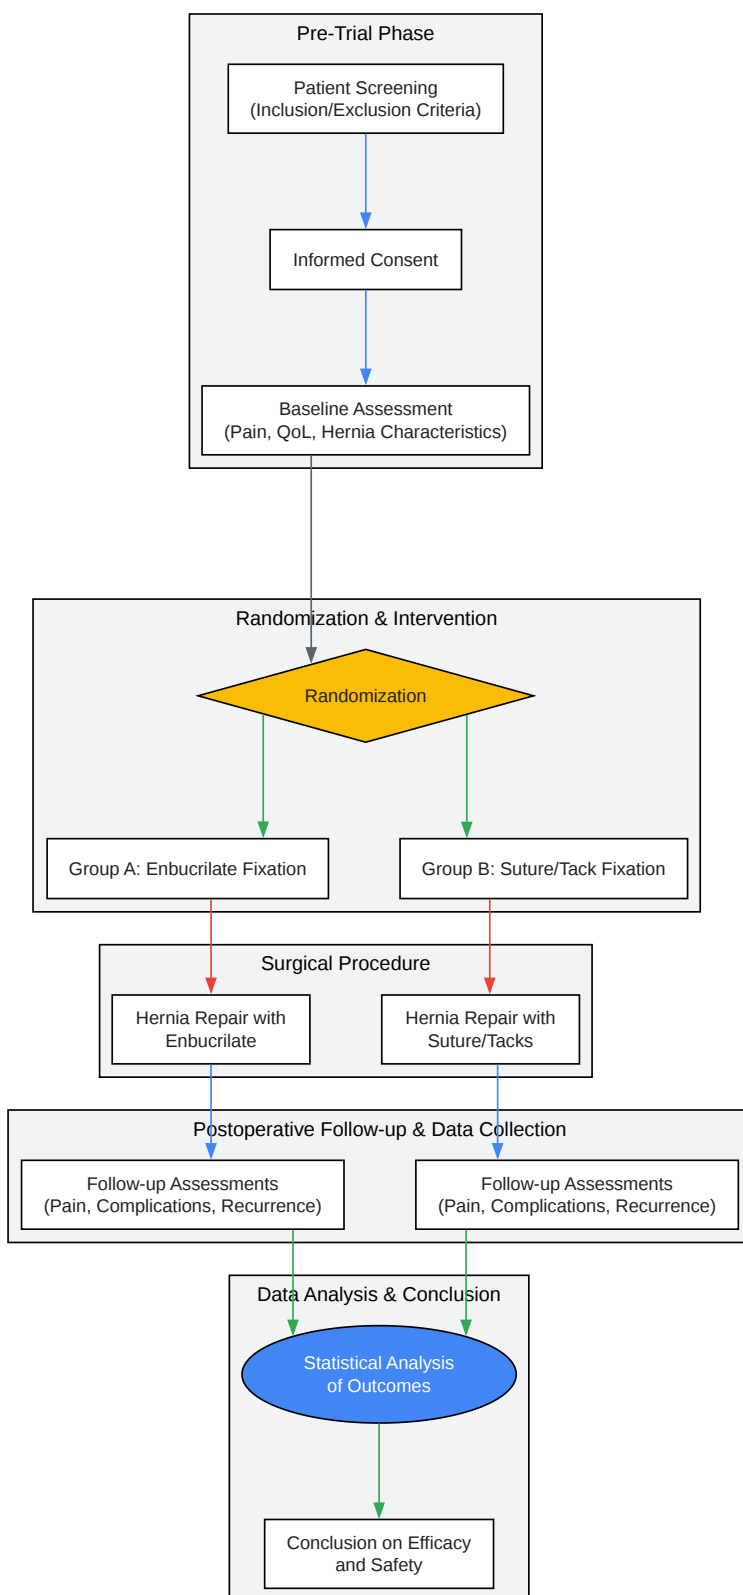 Pre-Trial Phase
Patient Screening
(Inclusion/Exclusion Criteria)
Informed Consent
Baseline Assessment
(Pain, QoL, Hernia Characteristics)
Randomization & Intervention
Randomization
Group A: Enbucrilate Fixation
Group B: Suture/Tack Fixation
Surgical Procedure
Hernia Repair with
Enbucrilate
Hernia Repair with
Suture/Tacks
Postoperative Follow-up & Data Collection
Follow-up Assessments
(Pain, Complications, Recurrence)
Follow-up Assessments
(Pain, Complications, Recurrence)
Data Analysis & Conclusion
Statistical Analysis
of Outcomes
Conclusion on Efficacy
and Safety